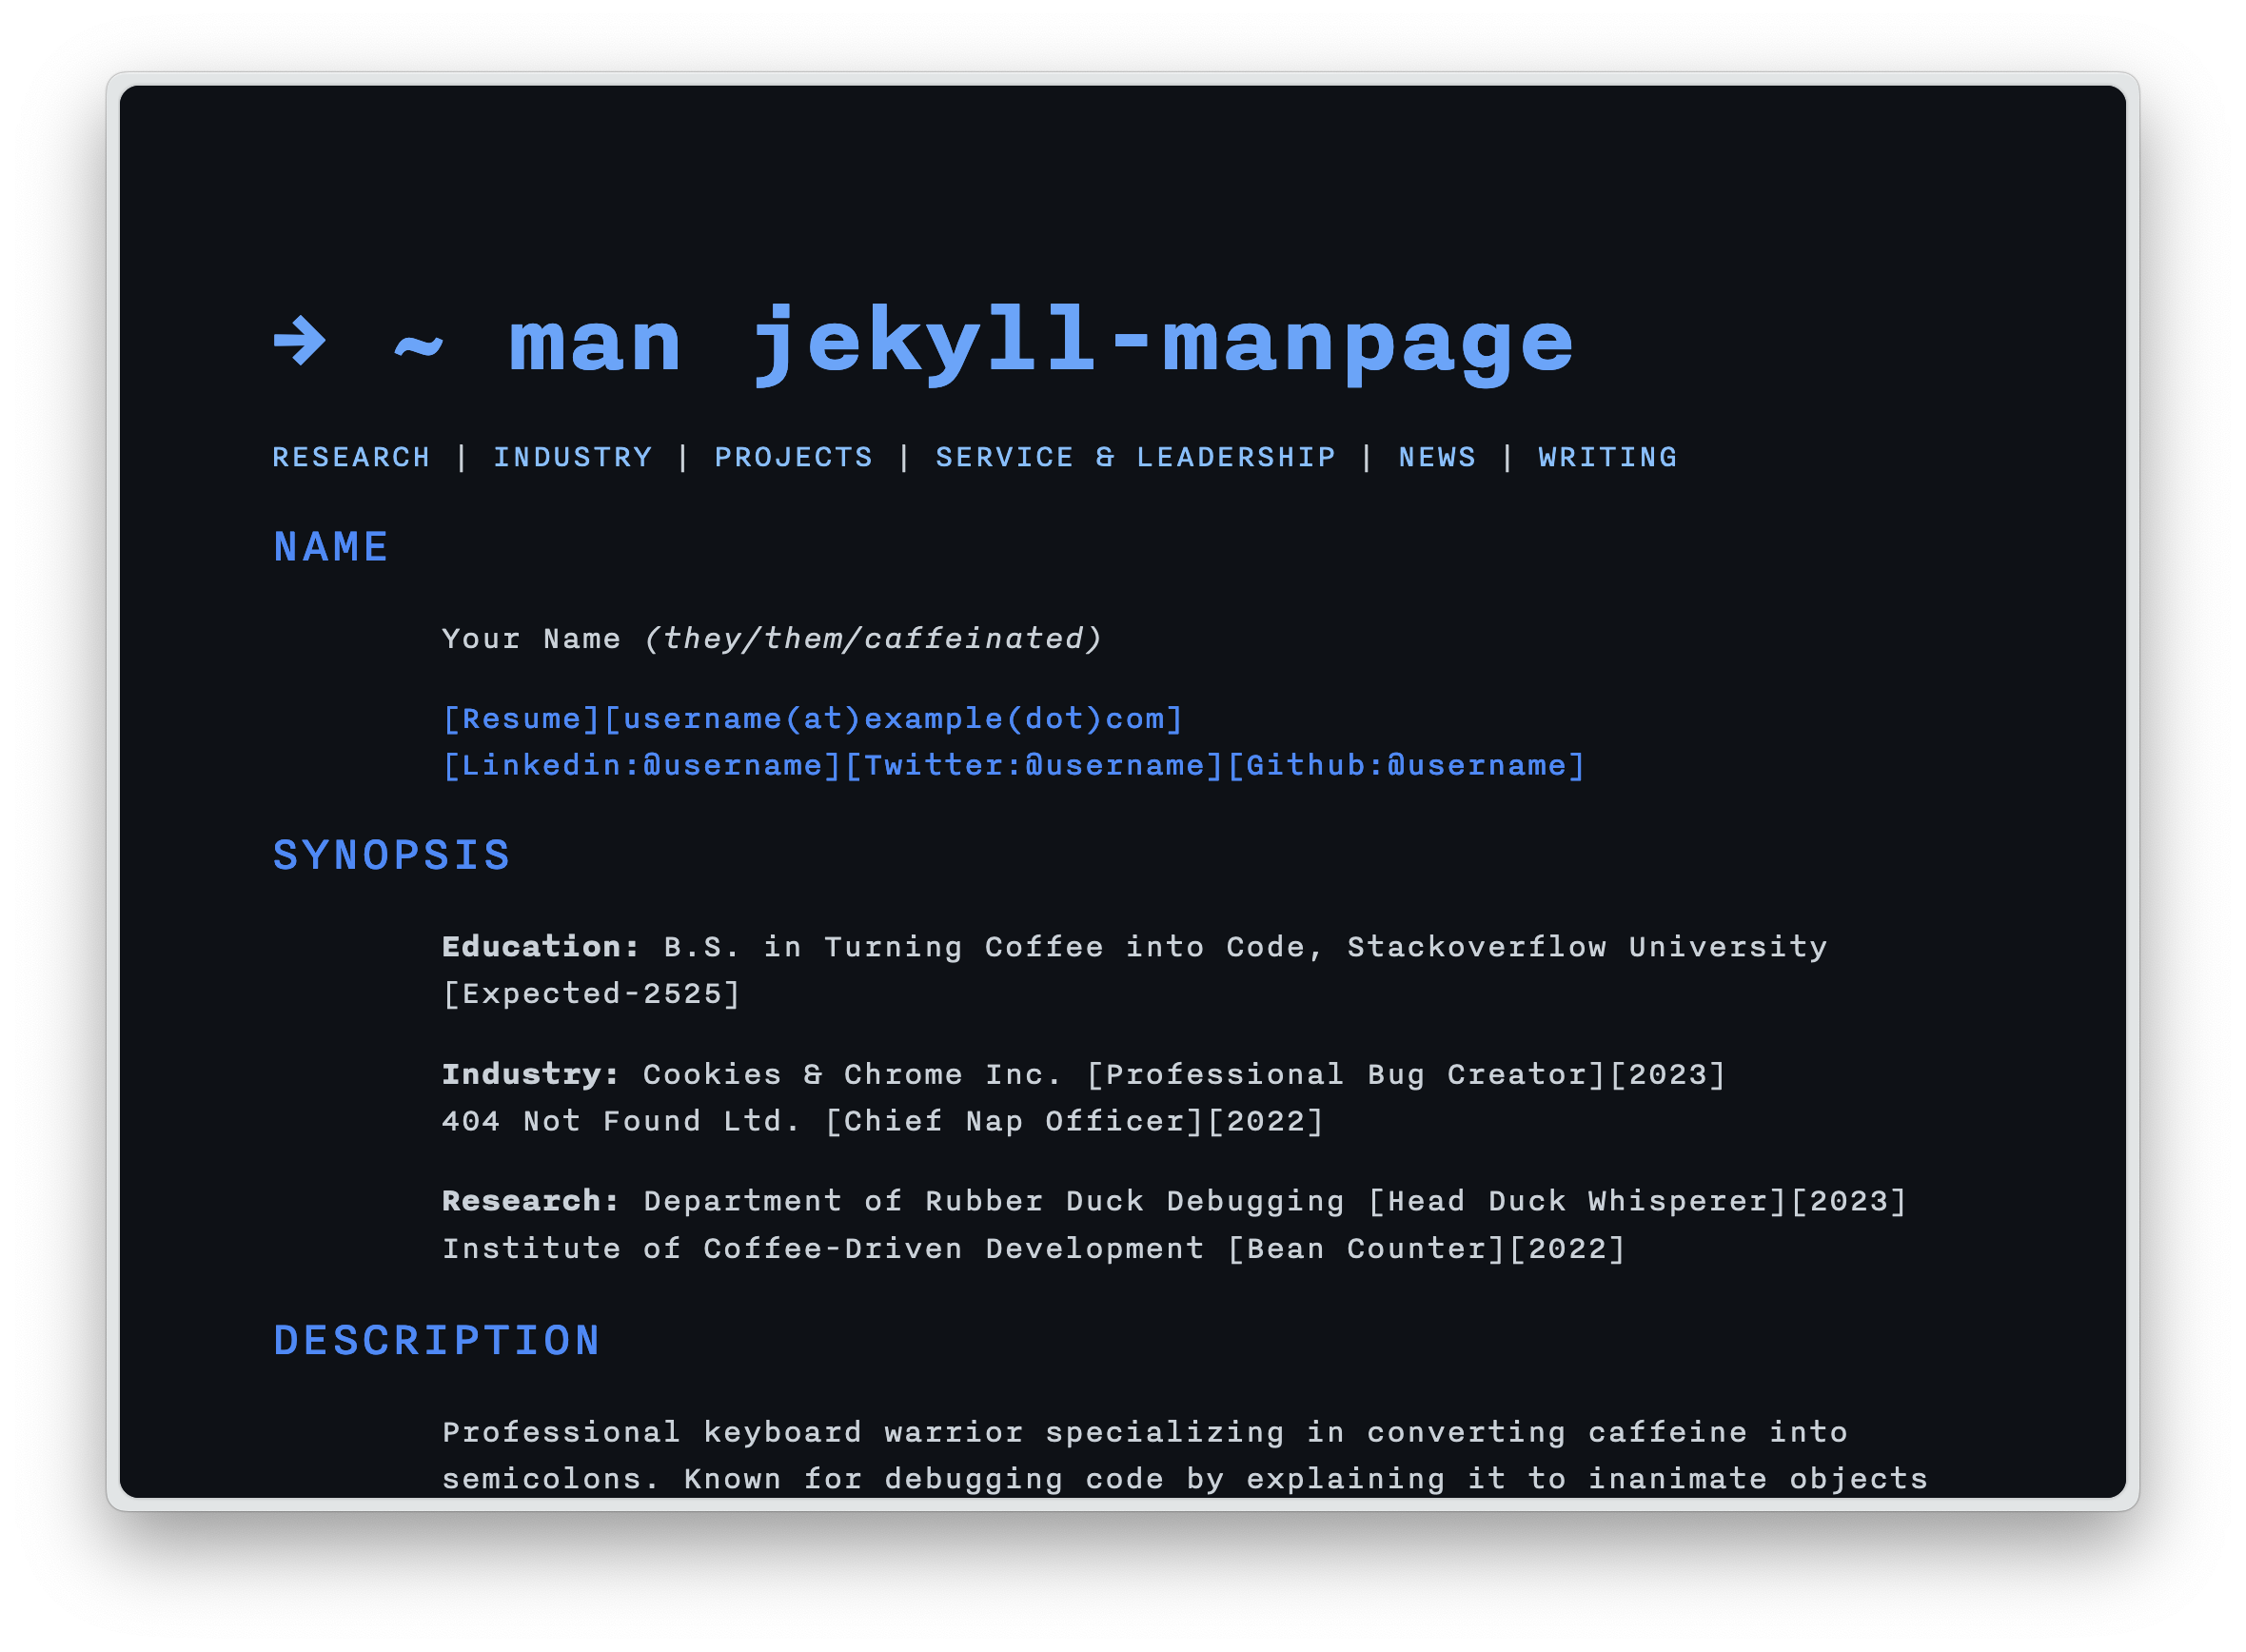 → ~ man jekyll-manpage
RESEARCH | INDUSTRY | PROJECTS | SERVICE & LEADERSHIP | NEWS | WRITING
NAME
Your Name (they/them/caffeinated)
[Resume][username(at)example(dot)com]
[Linkedin:@username][Twitter:@username][Github:@username]
SYNOPSIS
Education: B.S. in Turning Coffee into Code, Stackoverflow University
[Expected-2525]
Industry: Cookies & Chrome Inc. [Professional Bug Creator][2023]
404 Not Found Ltd. [Chief Nap Officer][2022]
Research: Department of Rubber Duck Debugging [Head Duck Whisperer][2023]
Institute of Coffee-Driven Development [Bean Counter][2022]
DESCRIPTION
Professional keyboard warrior specializing in converting caffeine into
semicolons. Known for debugging code by explaining it to inanimate objects